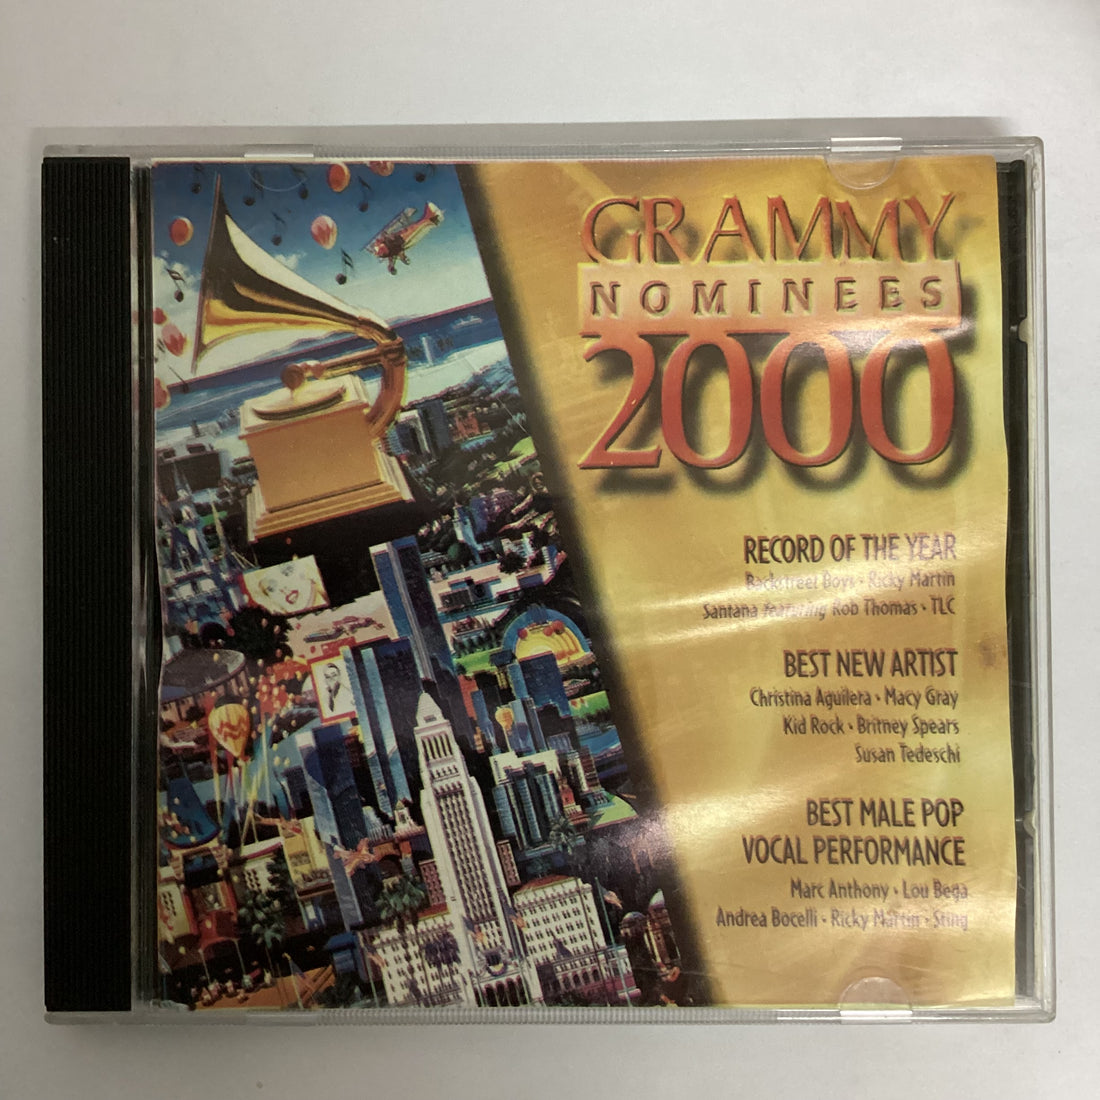 GRAMMY
NOMINEES
2000
RECORD OF THE YEAR
Backstreet Boys • Ricky Martin
Santana featuring Rob Thomas • TLC
BEST NEW ARTIST
Christina Aguilera • Macy Gray
Kid Rock • Britney Spears
Susan Tedeschi
BEST MALE POP
VOCAL PERFORMANCE
Marc Anthony • Lou Bega
Andrea Bocelli • Ricky Martin • Sting